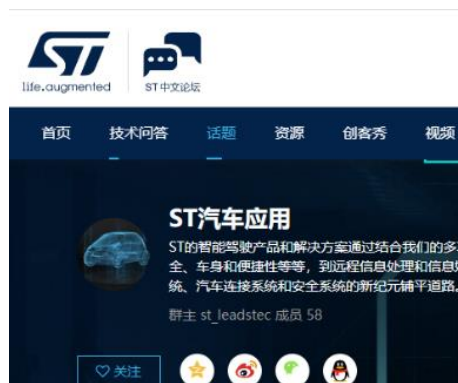 ST
life.augmented
ST中文论坛
首页 技术问答 话题 资源 创客秀 视频
ST汽车应用
ST的智能驾驶产品和解决方案通过结合我们的多
全、车身和便捷性等等，到远程信息处理和信息
统、汽车连接系统和安全系统的新纪元铺平道路。
群主 st_leadstec 成员 58
♡ 关注